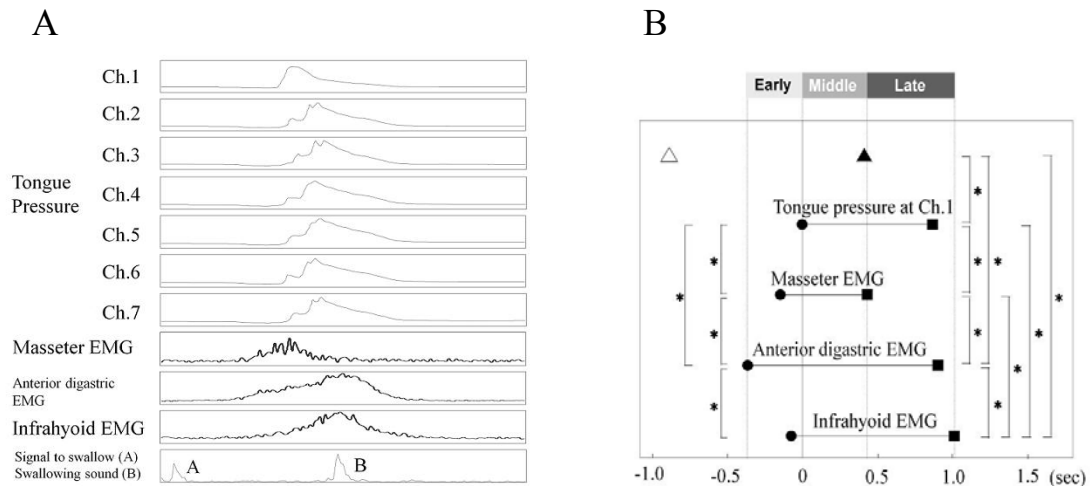 A
Ch.1
Ch.2
Ch.3
Tongue
Pressure
Ch.4
Ch.5
Ch.6
Ch.7
Masseter EMG
Anterior digastric
EMG
Infrahyoid EMG
Signal to swallow (A)
Swallowing sound (B)
A
B
B
Early Middle Late
Tongue pressure at Ch.1
Masseter EMG
Anterior digastric EMG
Infrahyoid EMG
* * * * * * * * * * * * *
-1.0 -0.5 0.0 0.5 1.0 1.5 (sec)